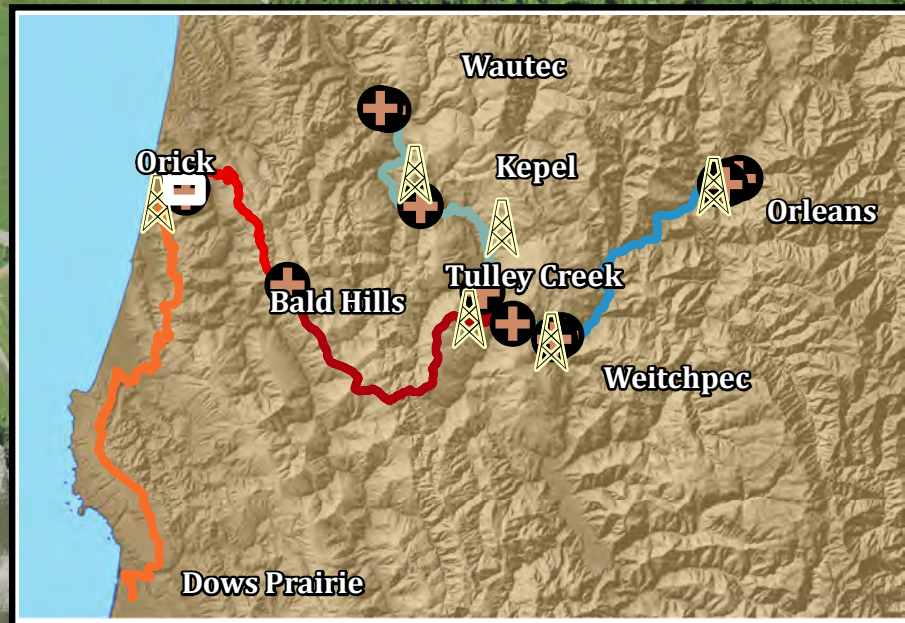 Wautec
Orick
Kepel
Orleans
Tulley Creek
Bald Hills
Weitchpec
Dows Prairie